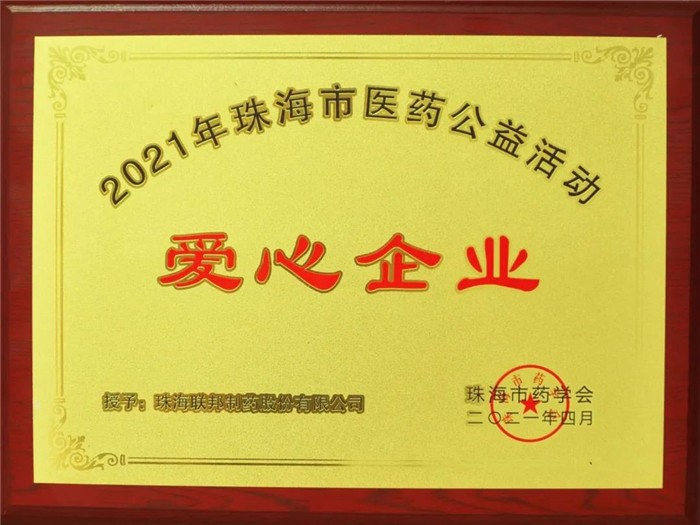 2021年珠海市医药公益活动
爱心企业
授予：珠海联邦制药股份有限公司
珠海市药学会
二〇二一年四月